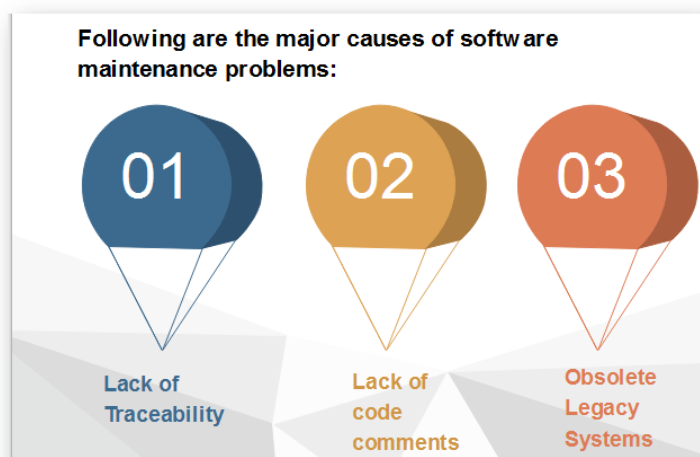 Following are the major causes of software
maintenance problems:
01
02
03
Lack of
Traceability
Lack of
code
comments
Obsolete
Legacy
Systems